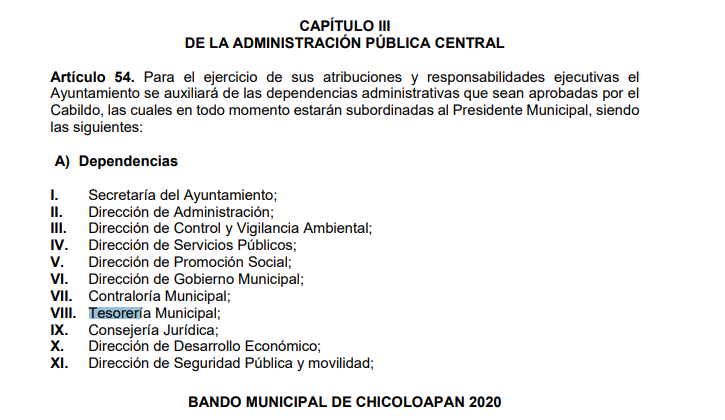 CAPÍTULO III
DE LA ADMINISTRACIÓN PÚBLICA CENTRAL
Artículo 54. Para el ejercicio de sus atribuciones y responsabilidades ejecutivas el
Ayuntamiento se auxiliará de las dependencias administrativas que sean aprobadas por el
Cabildo, las cuales en todo momento estarán subordinadas al Presidente Municipal, siendo
las siguientes:
A) Dependencias
I. Secretaría del Ayuntamiento;
II. Dirección de Administración;
III. Dirección de Control y Vigilancia Ambiental;
IV. Dirección de Servicios Públicos;
V. Dirección de Promoción Social;
VI. Dirección de Gobierno Municipal;
VII. Contraloría Municipal;
VIII. Tesorería Municipal;
IX. Consejería Jurídica;
X. Dirección de Desarrollo Económico;
XI. Dirección de Seguridad Pública y movilidad;
BANDO MUNICIPAL DE CHICOLOAPAN 2020